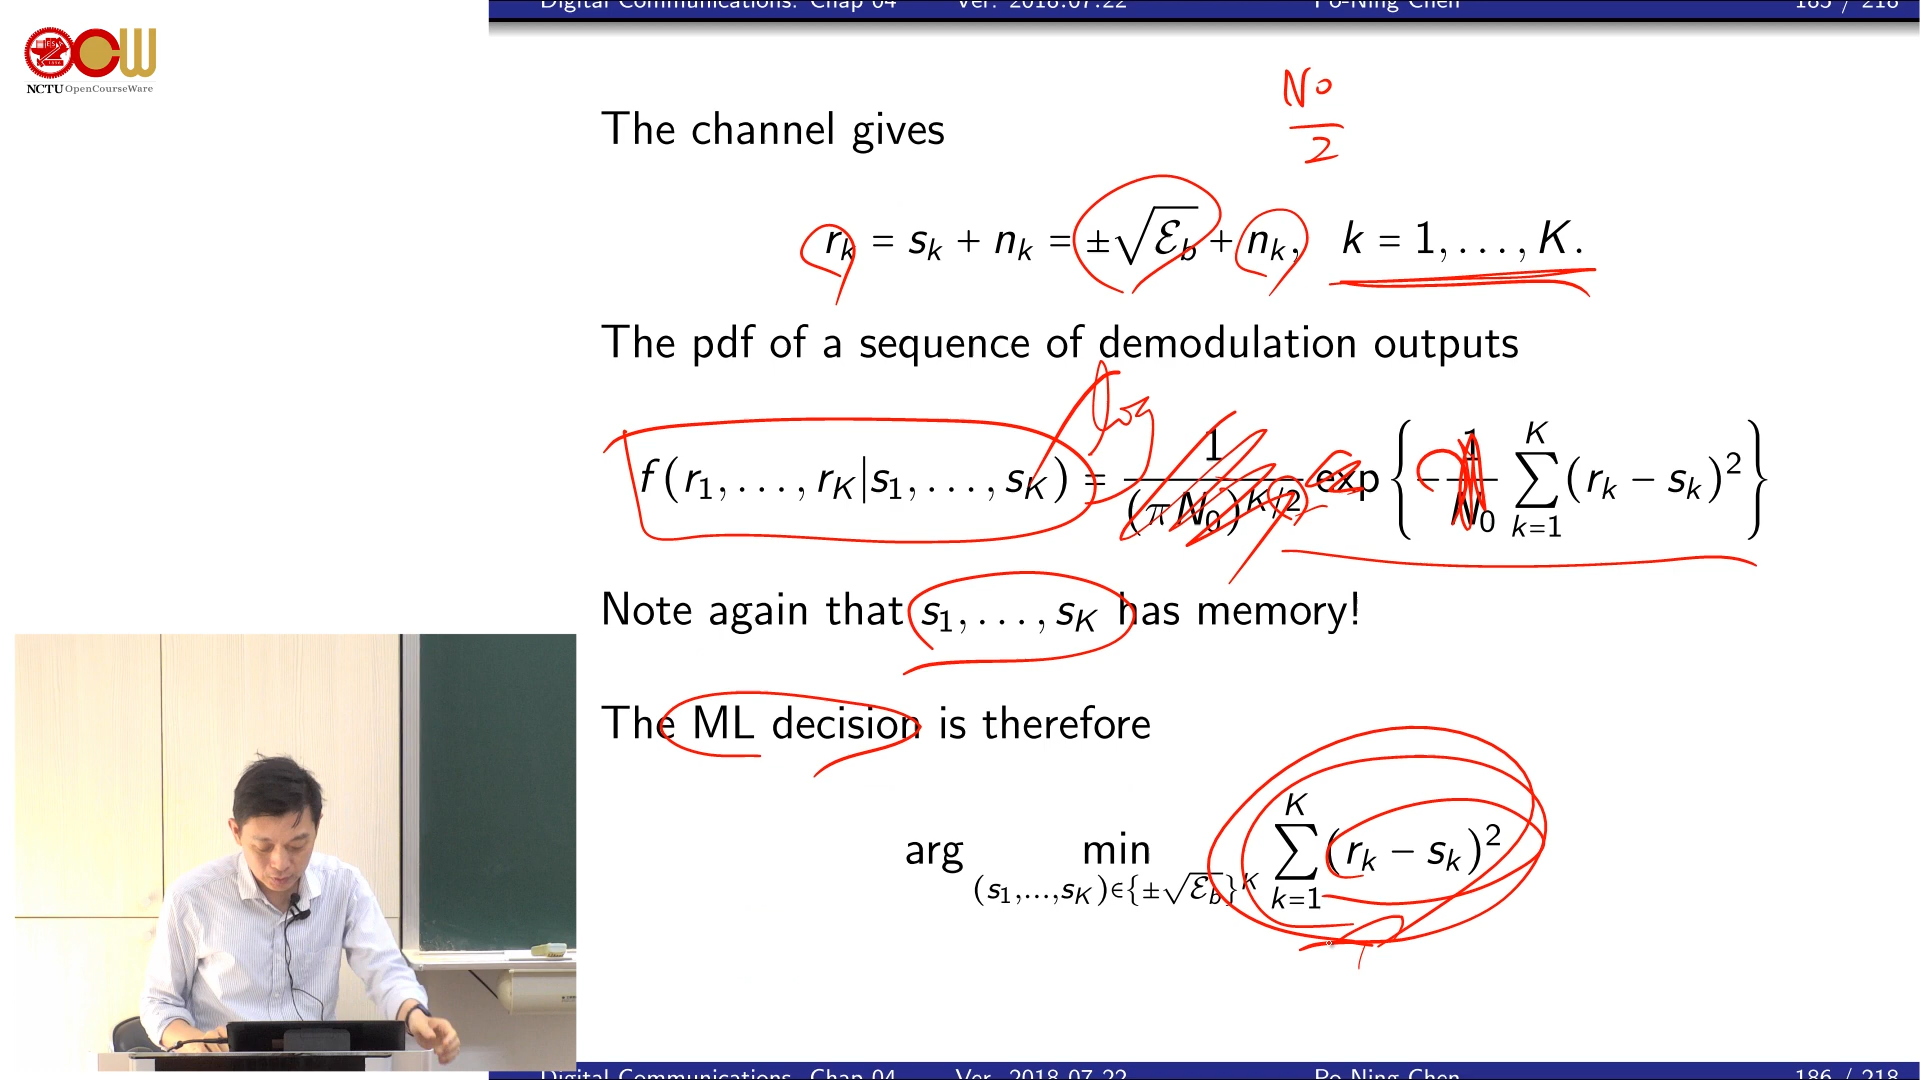 Digital Communications: Chap 04 Ver. 2018.07.22 Po-Ning Chen 185 / 218
NCTU OpenCourseWare
N0/2
The channel gives
r_k = s_k + n_k = ±√ℰ_b + n_k, k = 1, . . . , K.
The pdf of a sequence of demodulation outputs
log
f(r_1, . . . , r_K|s_1, . . . , s_K) = 1/(πN_0)^{K/2} exp { −1/N_0 ∑_{k=1}^{K} (r_k − s_k)^2 }
Note again that s_1, . . . , s_K has memory!
The ML decision is therefore
arg min_{(s_1,...,s_K)∈{±√ℰ_b}^K} ∑_{k=1}^{K} (r_k − s_k)^2
Digital Communications: Chap 04 Ver. 2018.07.22 Po-Ning Chen 186 / 218